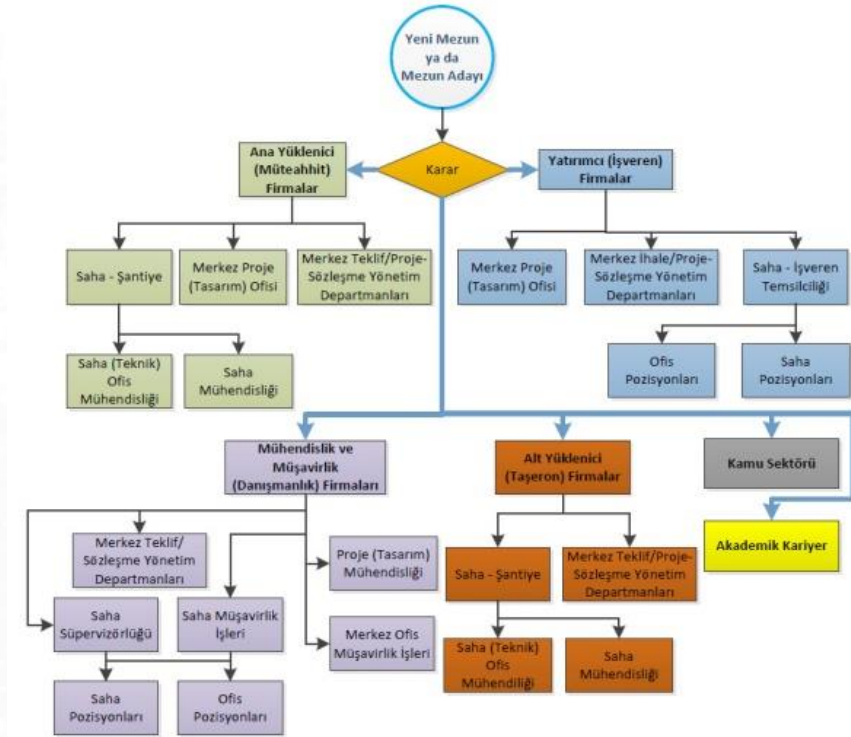 Yeni Mezun
ya da
Mezun Adayı
Karar
Ana Yüklenici
(Müteahhit)
Firmalar
Yatırımcı (İşveren)
Firmalar
Saha - Şantiye
Merkez Proje
(Tasarım) Ofisi
Merkez Teklif/Proje-
Sözleşme Yönetim
Departmanları
Merkez Proje
(Tasarım) Ofisi
Merkez İhale/Proje-
Sözleşme Yönetim
Departmanları
Saha - İşveren
Temsilciliği
Saha (Teknik)
Ofis
Mühendisliği
Saha
Mühendisliği
Ofis
Pozisyonları
Saha
Pozisyonları
Mühendislik ve
Müşavirlik
(Danışmanlık) Firmaları
Alt Yüklenici
(Taşeron) Firmalar
Kamu Sektörü
Akademik Kariyer
Merkez Teklif/
Sözleşme Yönetim
Departmanları
Proje (Tasarım)
Mühendisliği
Saha - Şantiye
Merkez Teklif/Proje-
Sözleşme Yönetim
Departmanları
Saha
Süpervizörlüğü
Saha Müşavirlik
İşleri
Merkez Ofis
Müşavirlik İşleri
Saha (Teknik)
Ofis
Mühendiliği
Saha
Mühendisliği
Saha
Pozisyonları
Ofis
Pozisyonları